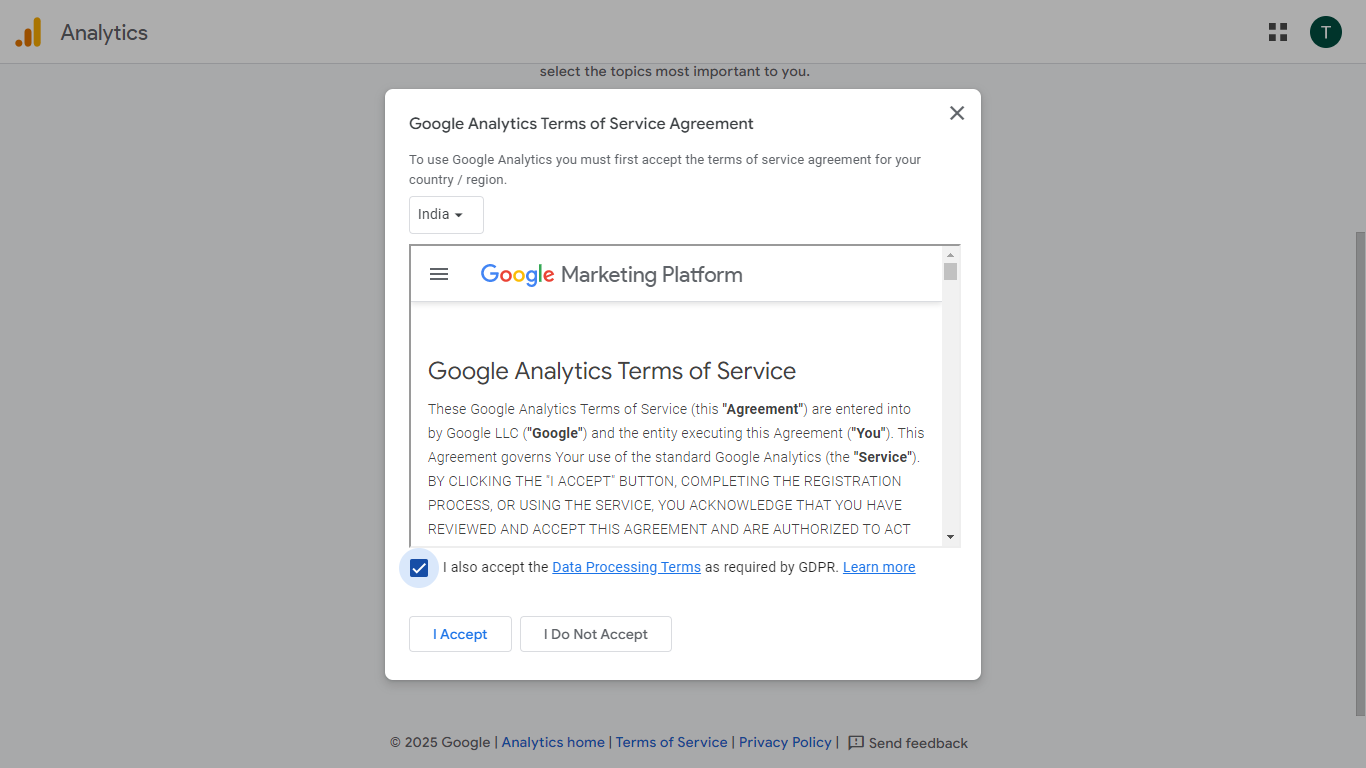 Analytics
T
select the topics most important to you.
Google Analytics Terms of Service Agreement
To use Google Analytics you must first accept the terms of service agreement for your
country / region.
India
Google Marketing Platform
Google Analytics Terms of Service
These Google Analytics Terms of Service (this "Agreement") are entered into
by Google LLC ("Google") and the entity executing this Agreement ("You"). This
Agreement governs Your use of the standard Google Analytics (the "Service").
BY CLICKING THE "I ACCEPT" BUTTON, COMPLETING THE REGISTRATION
PROCESS, OR USING THE SERVICE, YOU ACKNOWLEDGE THAT YOU HAVE
REVIEWED AND ACCEPT THIS AGREEMENT AND ARE AUTHORIZED TO ACT
I also accept the Data Processing Terms as required by GDPR. Learn more
I Accept
I Do Not Accept
© 2025 Google | Analytics home | Terms of Service | Privacy Policy | Send feedback